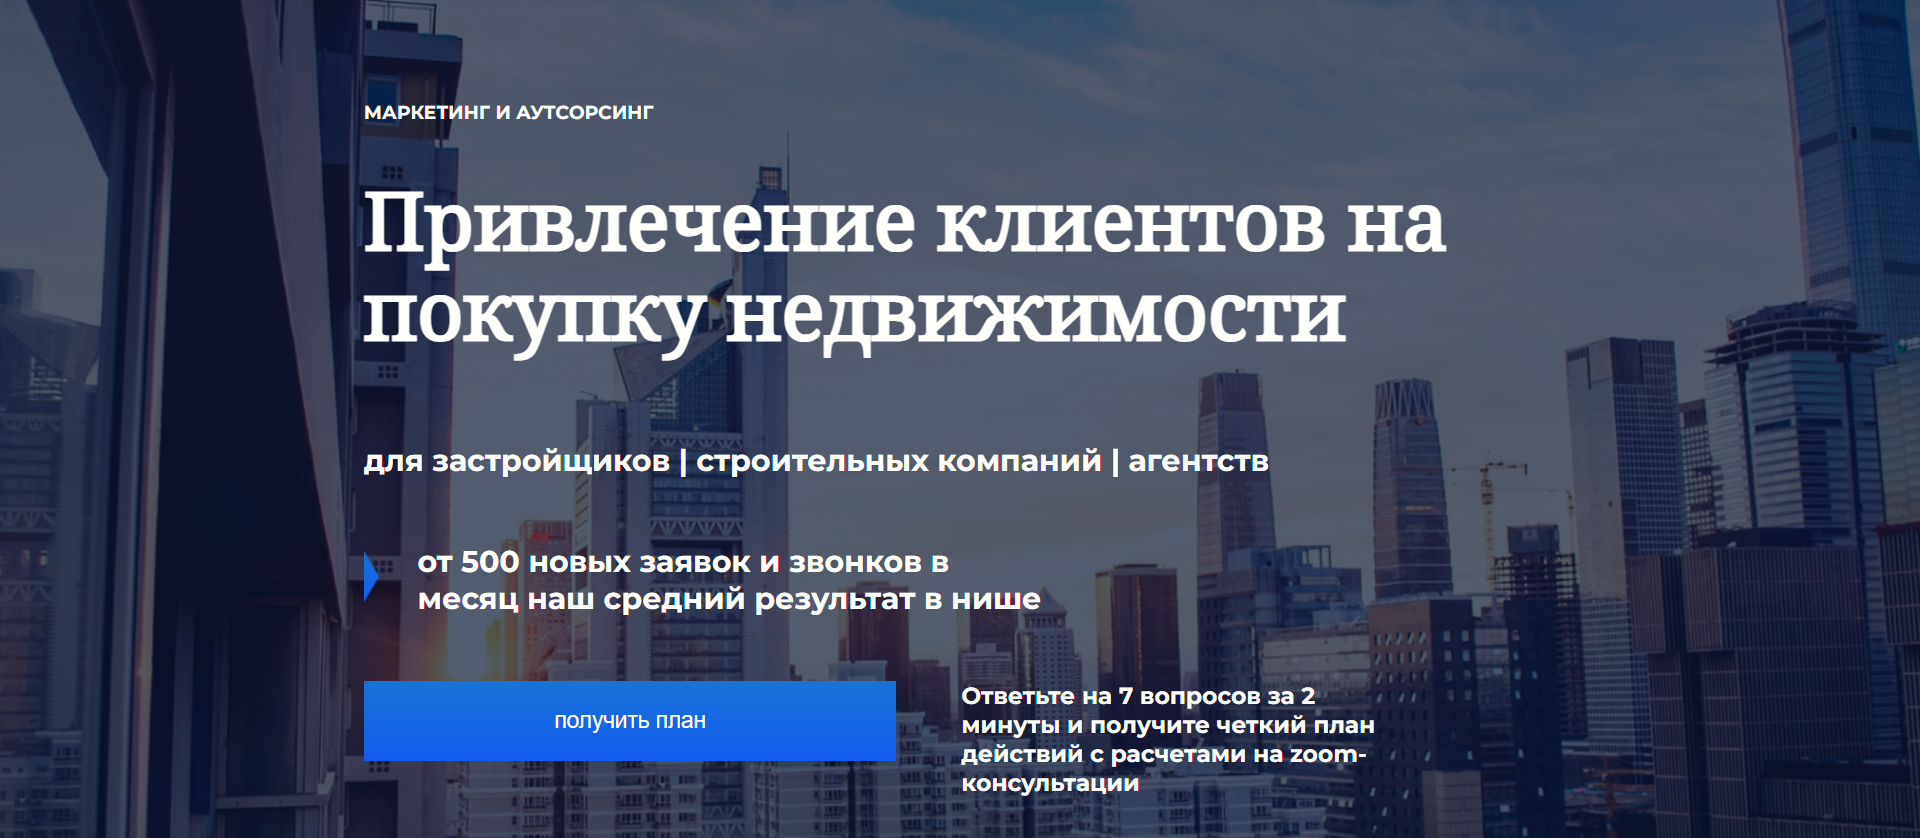 МАРКЕТИНГ И АУТСОРСИНГ
Привлечение клиентов на
покупку недвижимости
для застройщиков | строительных компаний | агентств
от 500 новых заявок и звонков в
месяц наш средний результат в нише
получить план
Ответьте на 7 вопросов за 2
минуты и получите четкий план
действий с расчетами на zoom-
консультации